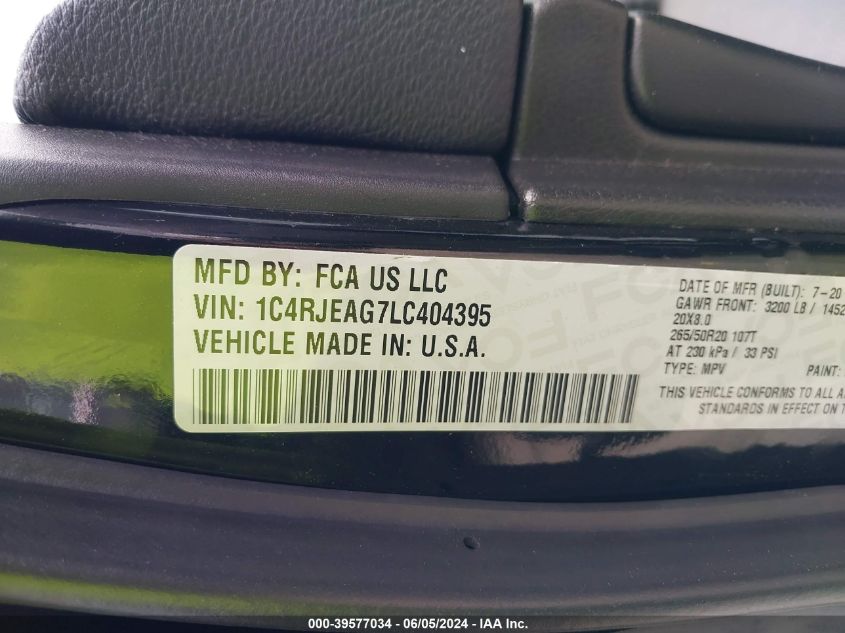 MFD BY: FCA US LLC
VIN: 1C4RJEAG7LC404395
VEHICLE MADE IN: U.S.A.
DATE OF MFR (BUILT): 7-20
GAWR FRONT: 3200 LB / 1452
20X8.0
265/50R20 107T
AT 230 kPa / 33 PSI
TYPE: MPV PAINT:
THIS VEHICLE CONFORMS TO ALL A
STANDARDS IN EFFECT ON T
000-39577034 - 06/05/2024 - IAA Inc.